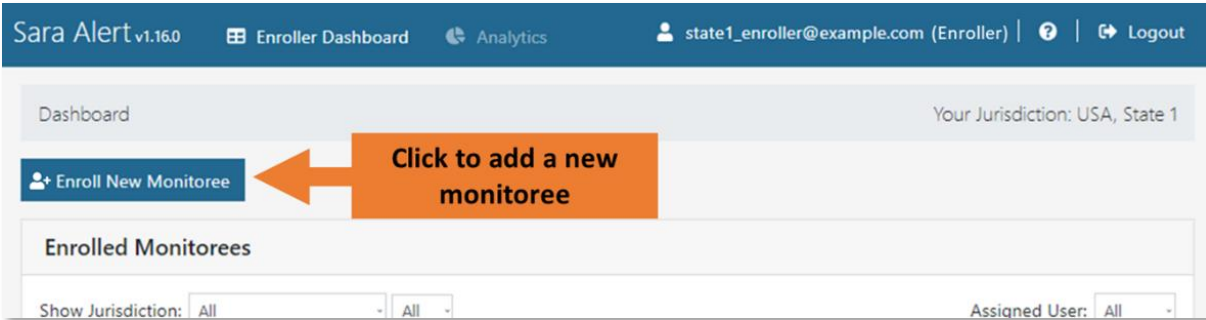 Sara Alert v1.16.0 Enroller Dashboard Analytics state1_enroller@example.com (Enroller) | ? | Logout
Dashboard Your Jurisdiction: USA, State 1
Enroll New Monitoree
Click to add a new
monitoree
Enrolled Monitorees
Show Jurisdiction: All All Assigned User: All